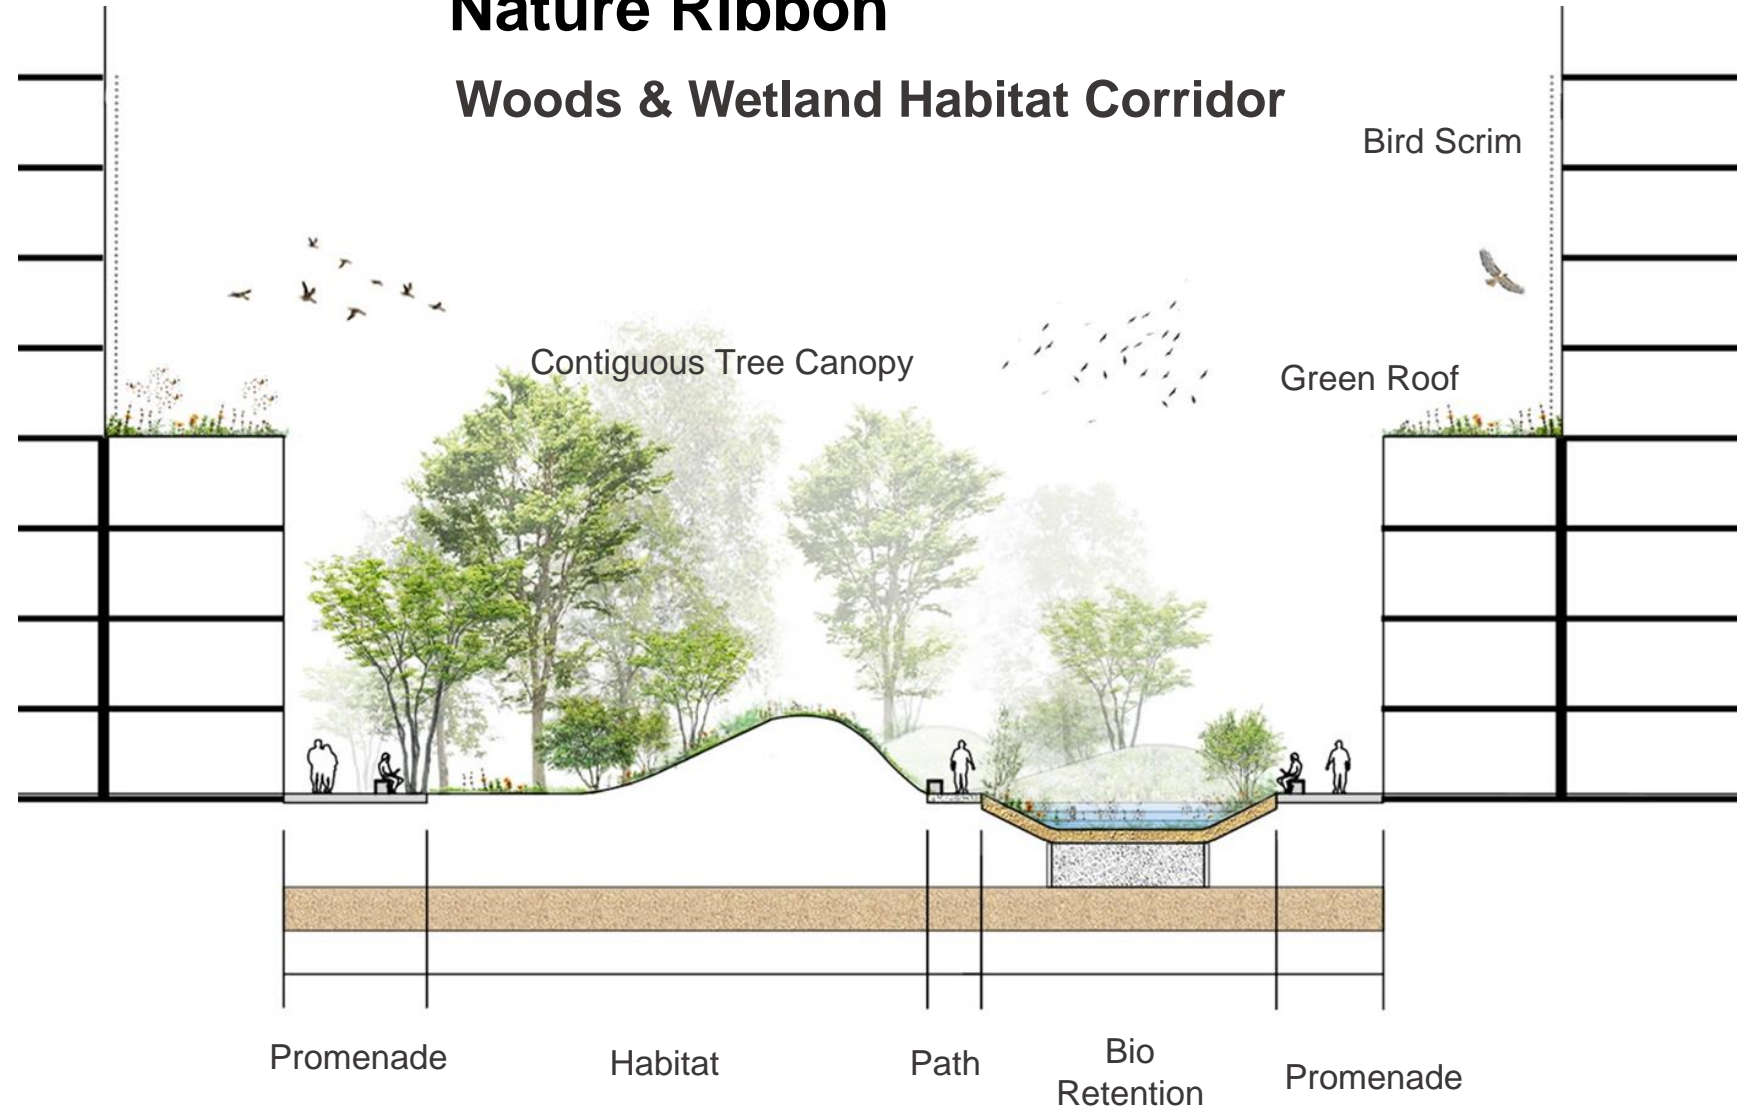 Nature Ribbon
Woods & Wetland Habitat Corridor
Bird Scrim
Contiguous Tree Canopy
Green Roof
Promenade
Habitat
Path
Bio
Retention
Promenade